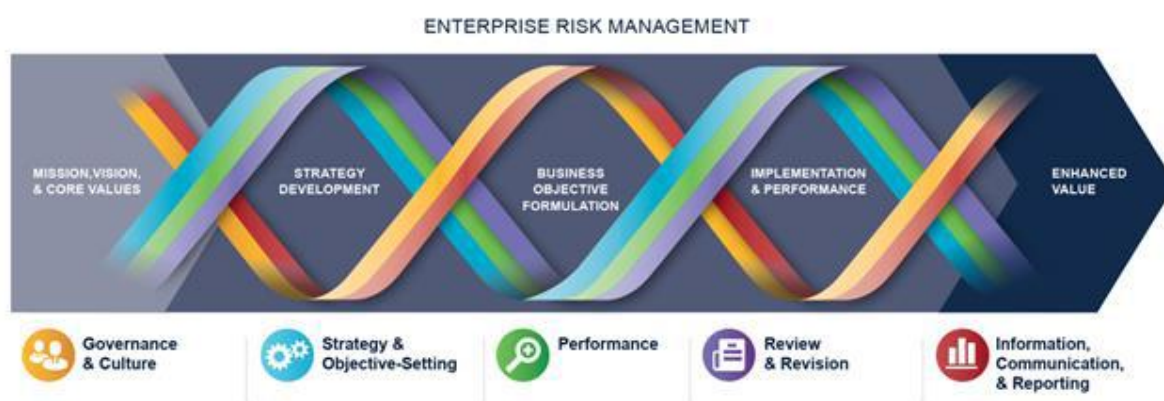 ENTERPRISE RISK MANAGEMENT
MISSION,VISION,
& CORE VALUES
STRATEGY
DEVELOPMENT
BUSINESS
OBJECTIVE
FORMULATION
IMPLEMENTATION
& PERFORMANCE
ENHANCED
VALUE
Governance
& Culture
Strategy &
Objective-Setting
Performance
Review
& Revision
Information,
Communication,
& Reporting